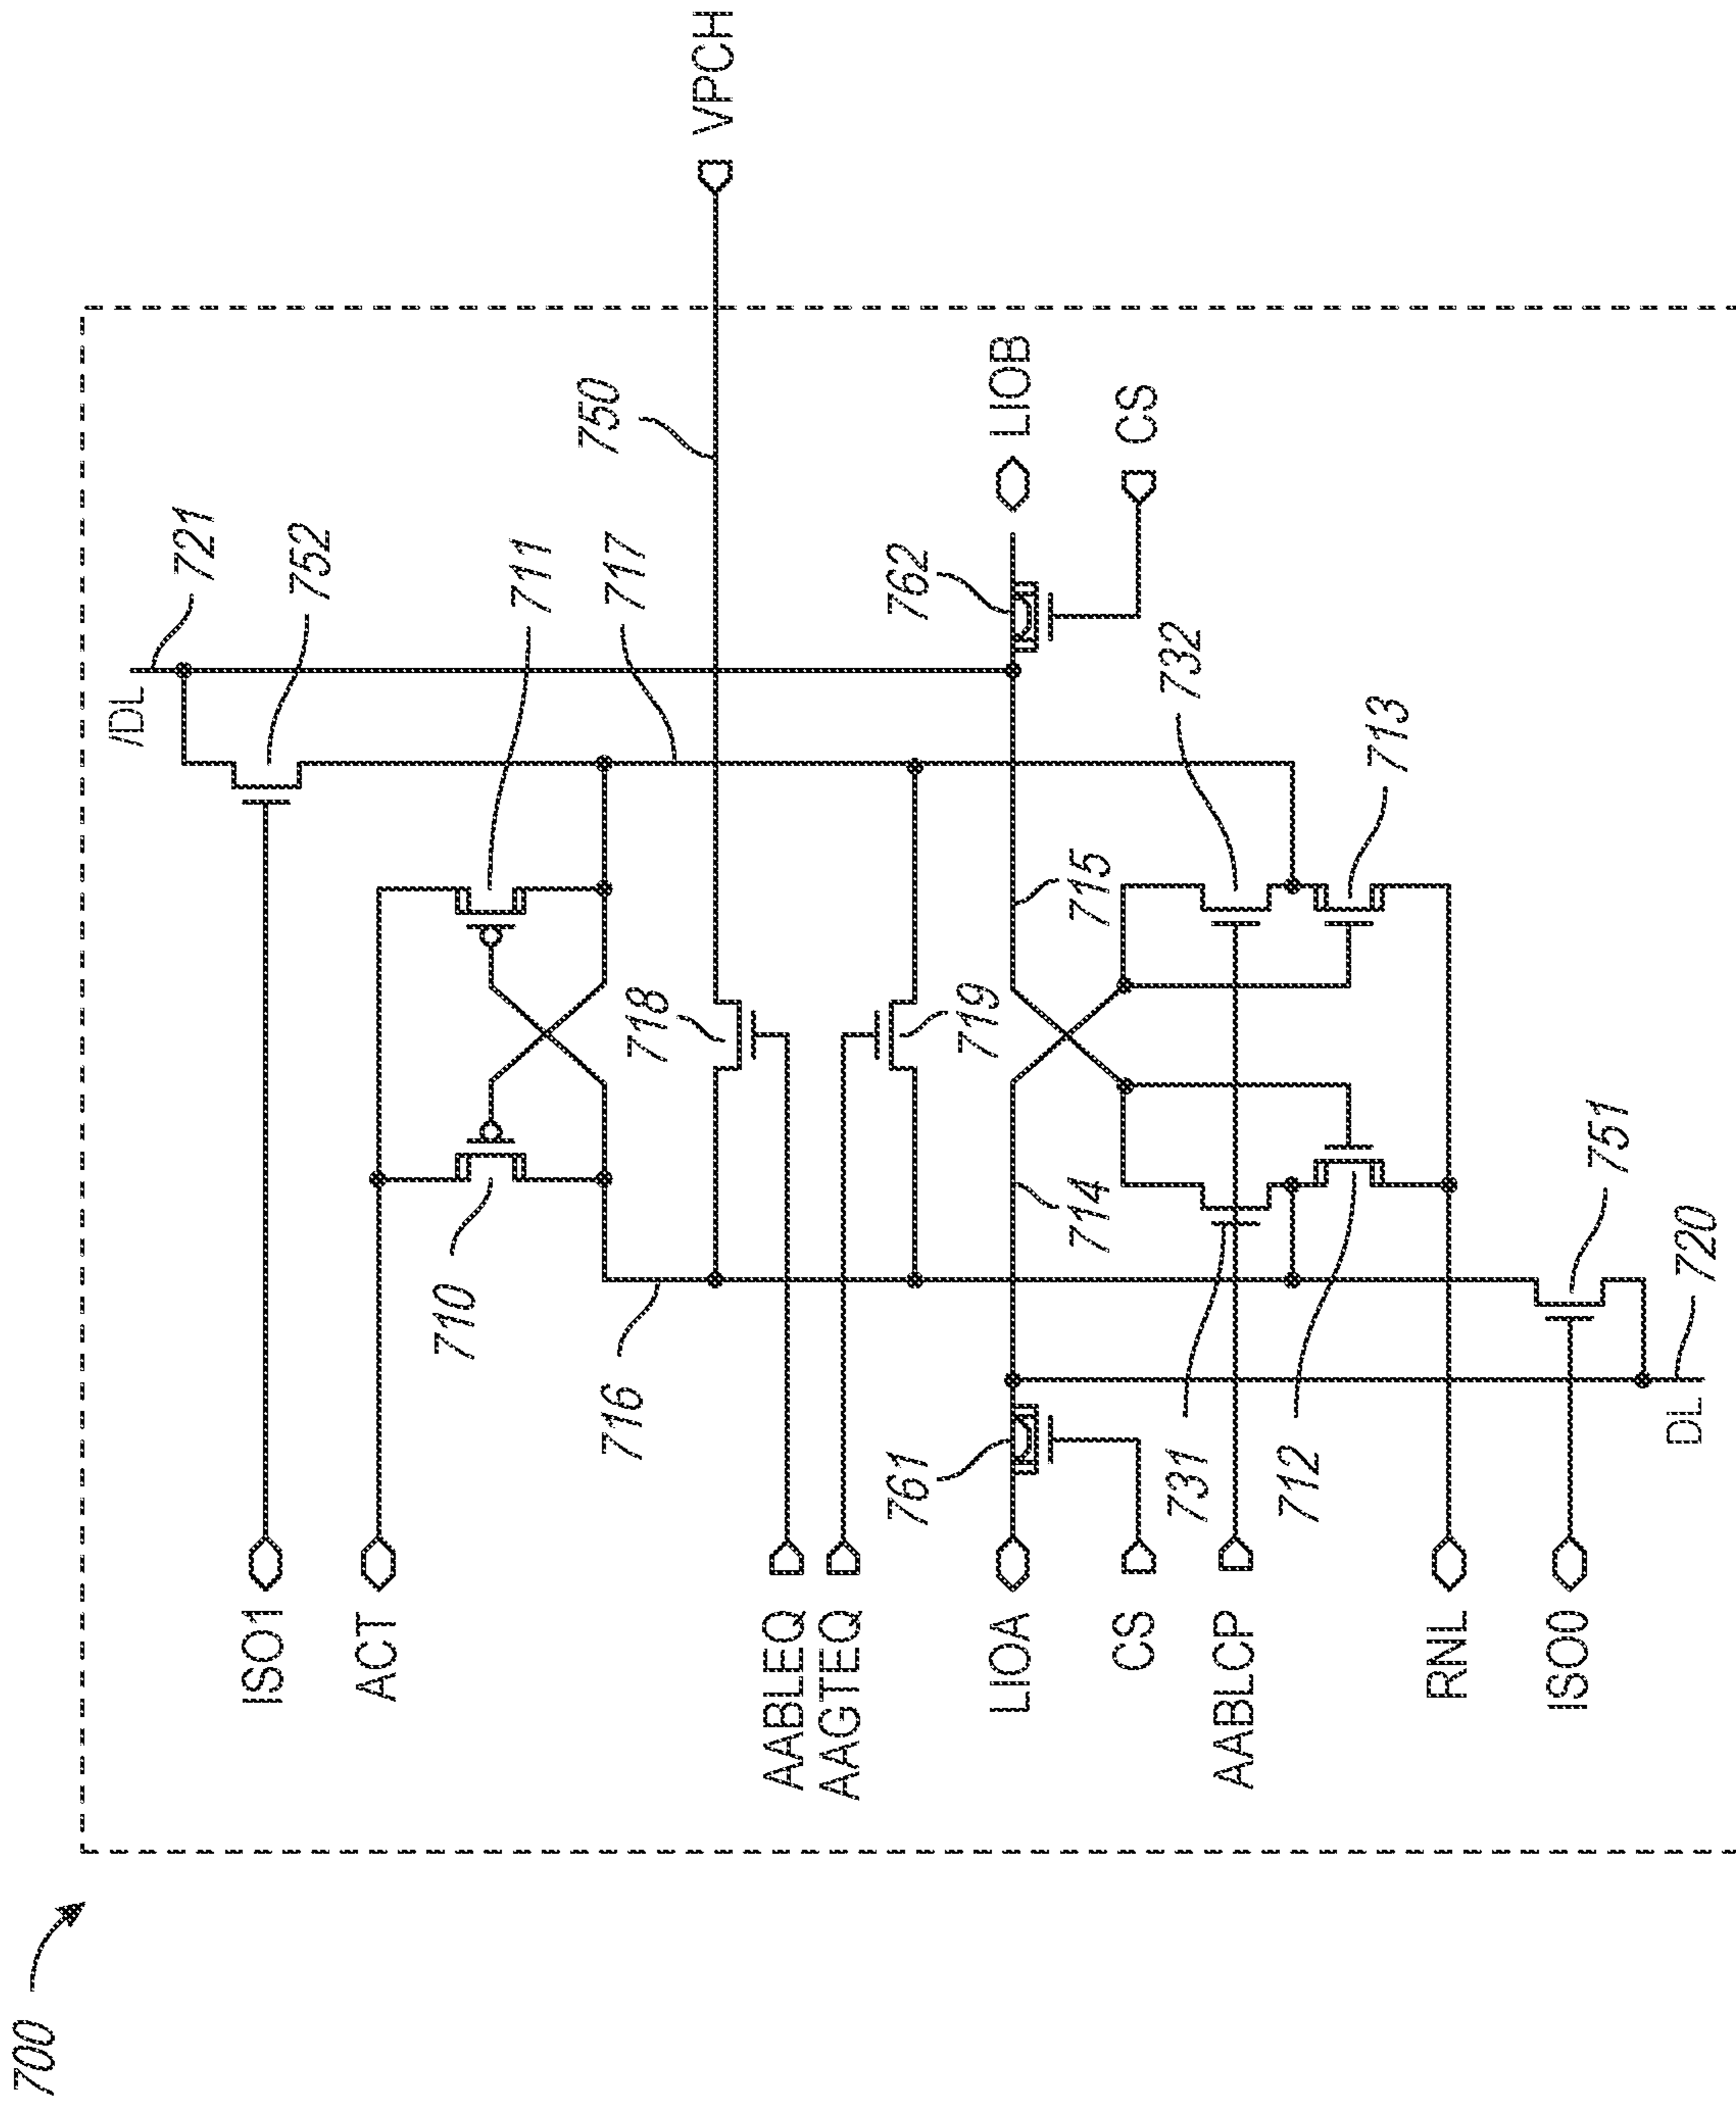 700
ISO1
ACT
AABLEQ
AAGTEQ
LIOA
CS
AABLCP
RNL
ISO0
/DL
721
752
711
717
750
VPCH
LIOB
CS
762
732
713
715
718
719
710
716
714
761
731
712
751
720
DL